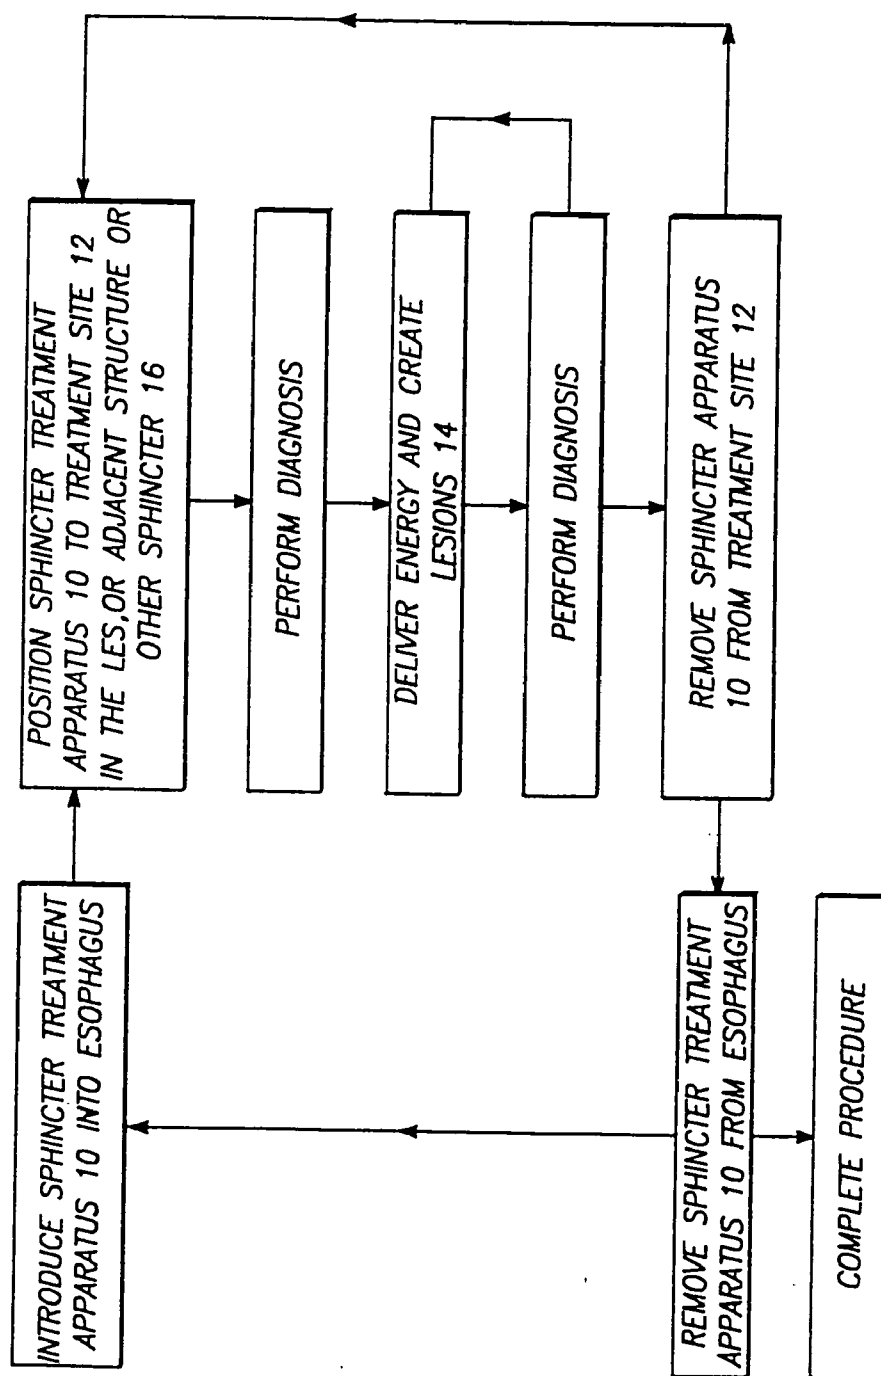 INTRODUCE SPHINCTER TREATMENT
APPARATUS 10 INTO ESOPHAGUS
POSITION SPHINCTER TREATMENT
APPARATUS 10 TO TREATMENT SITE 12
IN THE LES,OR ADJACENT STRUCTURE OR
OTHER SPHINCTER 16
PERFORM DIAGNOSIS
DELIVER ENERGY AND CREATE
LESIONS 14
PERFORM DIAGNOSIS
REMOVE SPHINCTER APPARATUS
10 FROM TREATMENT SITE 12
REMOVE SPHINCTER TREATMENT
APPARATUS 10 FROM ESOPHAGUS
COMPLETE PROCEDURE